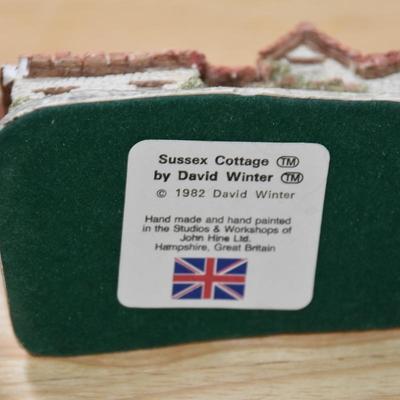 Sussex Cottage TM
by David Winter TM
© 1982 David Winter
Hand made and hand painted
in the Studios & Workshops of
John Hine Ltd.
Hampshire, Great Britain